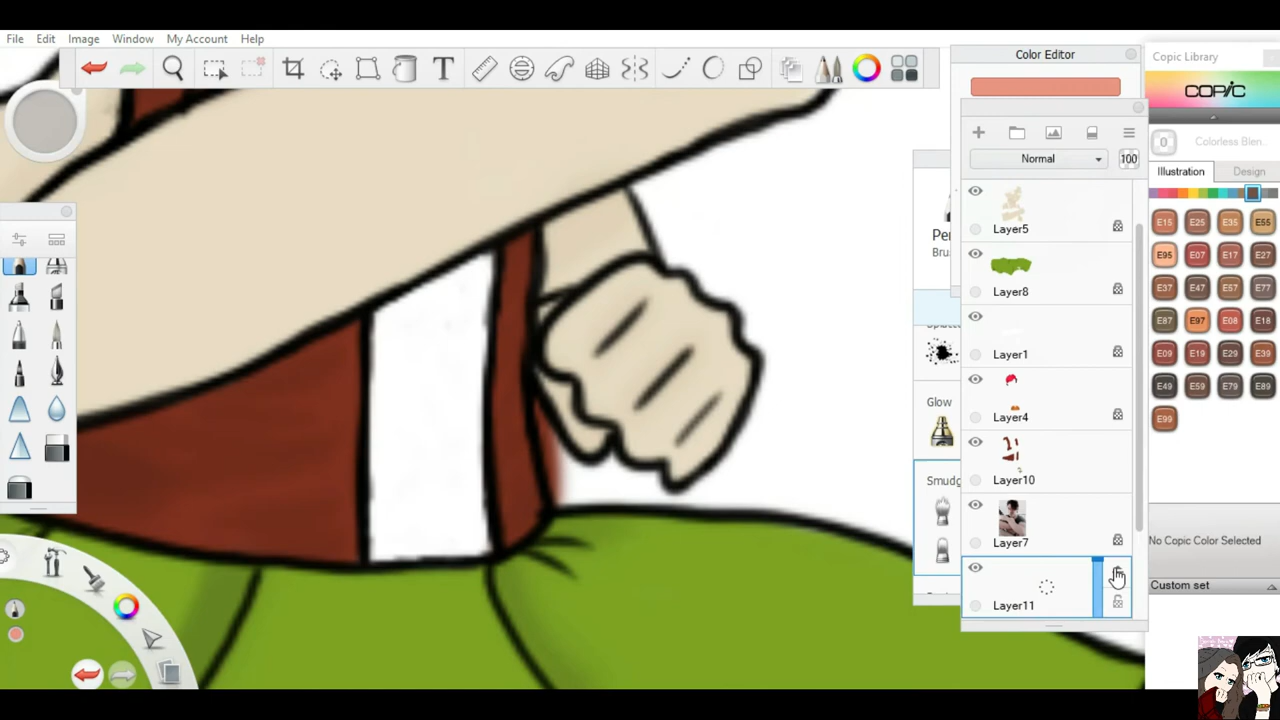 File Edit Image Window My Account Help
Color Editor
Copic Library
COPIC
0 Colorless Blen..
Normal 100
Illustration Design
Layer5
Layer8
Layer1
Layer4
Layer10
Layer7
Layer11
Pe
Brus
Glow
Smudg
E15 E25 E35 E55
E95 E07 E17 E27
E37 E47 E57 E77
E87 E97 E08 E18
E09 E19 E29 E39
E49 E59 E79 E89
E99
No Copic Color Selected
Custom set